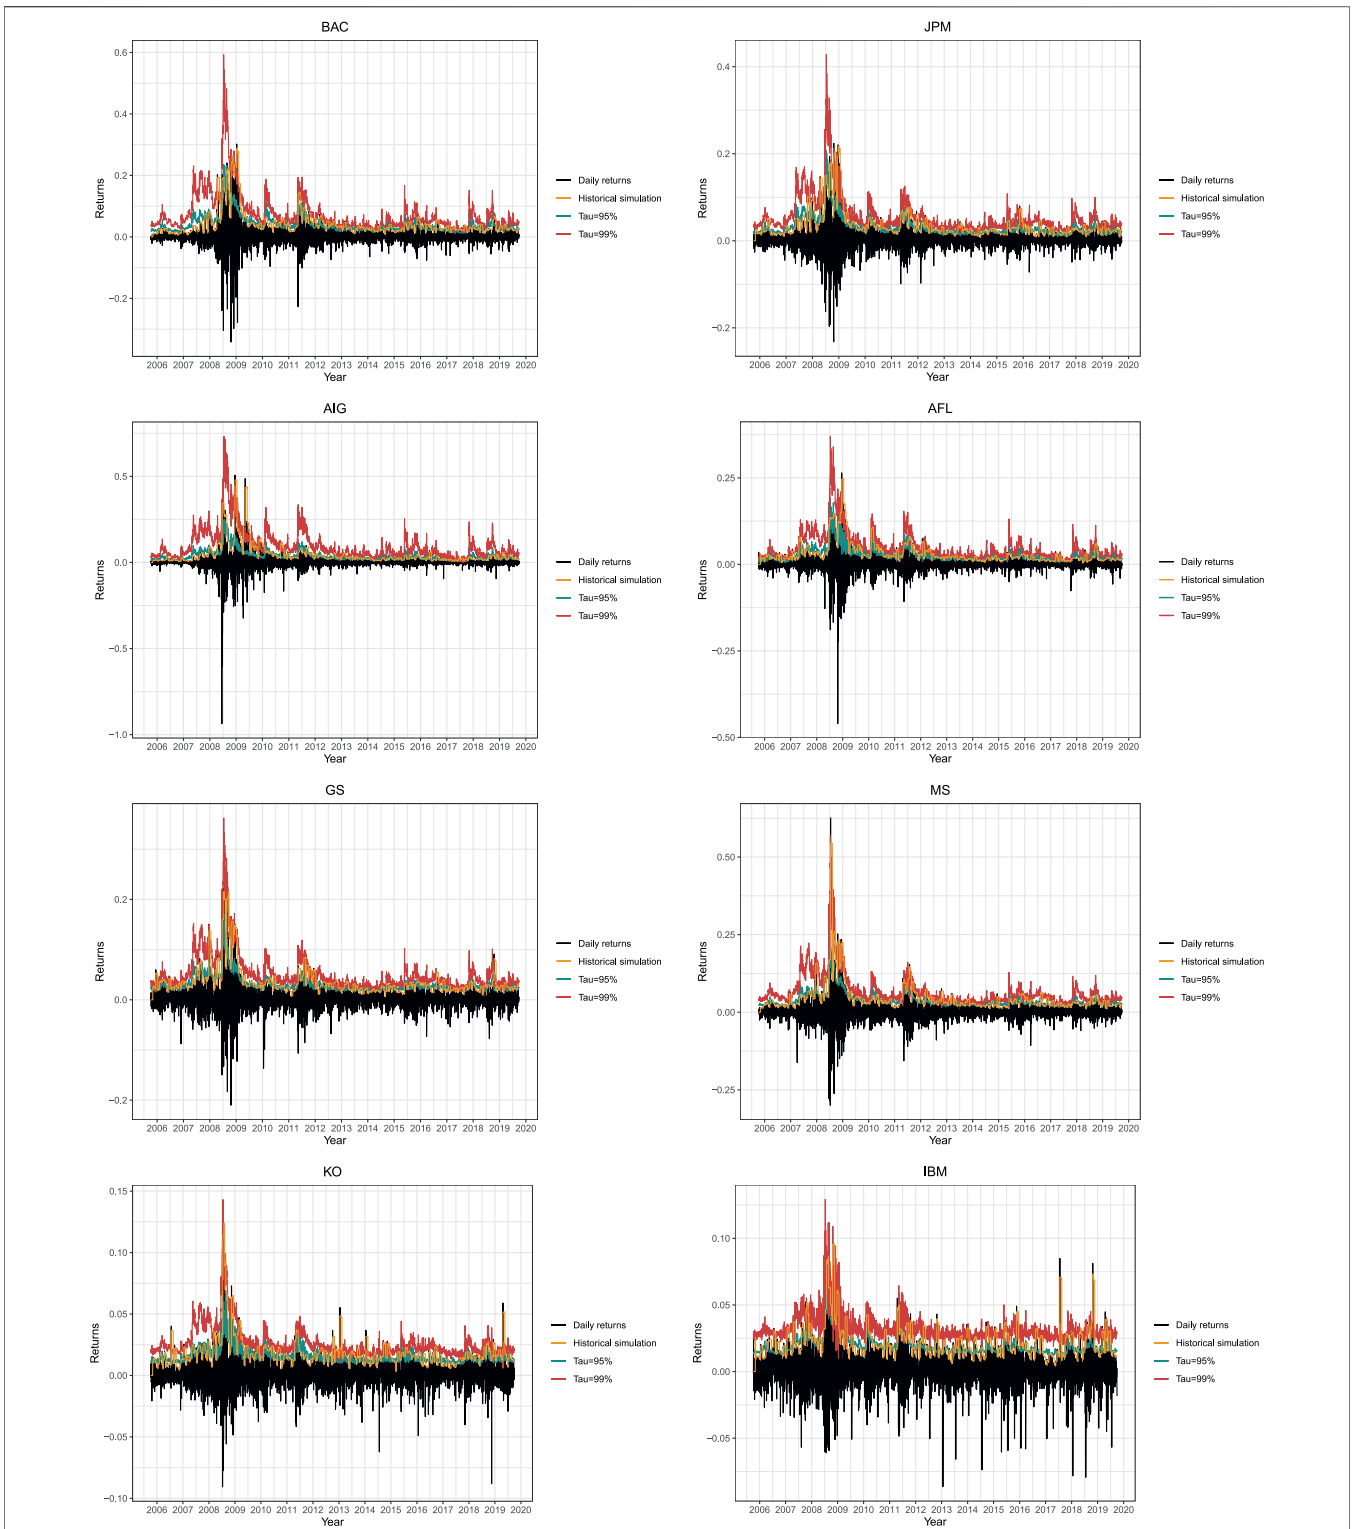 BAC
0.6
0.4
0.2
0.0
−0.2
Returns
2006 2007 2008 2009 2010 2011 2012 2013 2014 2015 2016 2017 2018 2019 2020
Year
Daily returns
Historical simulation
Tau=95%
Tau=99%
JPM
0.4
0.2
0.0
−0.2
Returns
2006 2007 2008 2009 2010 2011 2012 2013 2014 2015 2016 2017 2018 2019 2020
Year
Daily returns
Historical simulation
Tau=95%
Tau=99%
AIG
0.5
0.0
−0.5
−1.0
Returns
2006 2007 2008 2009 2010 2011 2012 2013 2014 2015 2016 2017 2018 2019 2020
Year
Daily returns
Historical simulation
Tau=95%
Tau=99%
AFL
0.25
0.00
−0.25
−0.50
Returns
2006 2007 2008 2009 2010 2011 2012 2013 2014 2015 2016 2017 2018 2019 2020
Year
Daily returns
Historical simulation
Tau=95%
Tau=99%
GS
0.2
0.0
−0.2
Returns
2006 2007 2008 2009 2010 2011 2012 2013 2014 2015 2016 2017 2018 2019 2020
Year
Daily returns
Historical simulation
Tau=95%
Tau=99%
MS
0.50
0.25
0.00
−0.25
Returns
2006 2007 2008 2009 2010 2011 2012 2013 2014 2015 2016 2017 2018 2019 2020
Year
Daily returns
Historical simulation
Tau=95%
Tau=99%
KO
0.15
0.10
0.05
0.00
−0.05
−0.10
Returns
2006 2007 2008 2009 2010 2011 2012 2013 2014 2015 2016 2017 2018 2019 2020
Year
Daily returns
Historical simulation
Tau=95%
Tau=99%
IBM
0.10
0.05
0.00
−0.05
Returns
2006 2007 2008 2009 2010 2011 2012 2013 2014 2015 2016 2017 2018 2019 2020
Year
Daily returns
Historical simulation
Tau=95%
Tau=99%